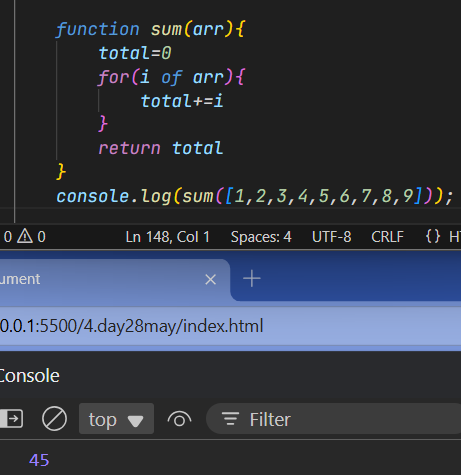 function sum(arr){
total=0
for(i of arr){
total+=i
}
return total
}
console.log(sum([1,2,3,4,5,6,7,8,9]));
0 0 Ln 148, Col 1 Spaces: 4 UTF-8 CRLF {}
ument
0.0.1:5500/4.day28may/index.html
Console
top Filter
45